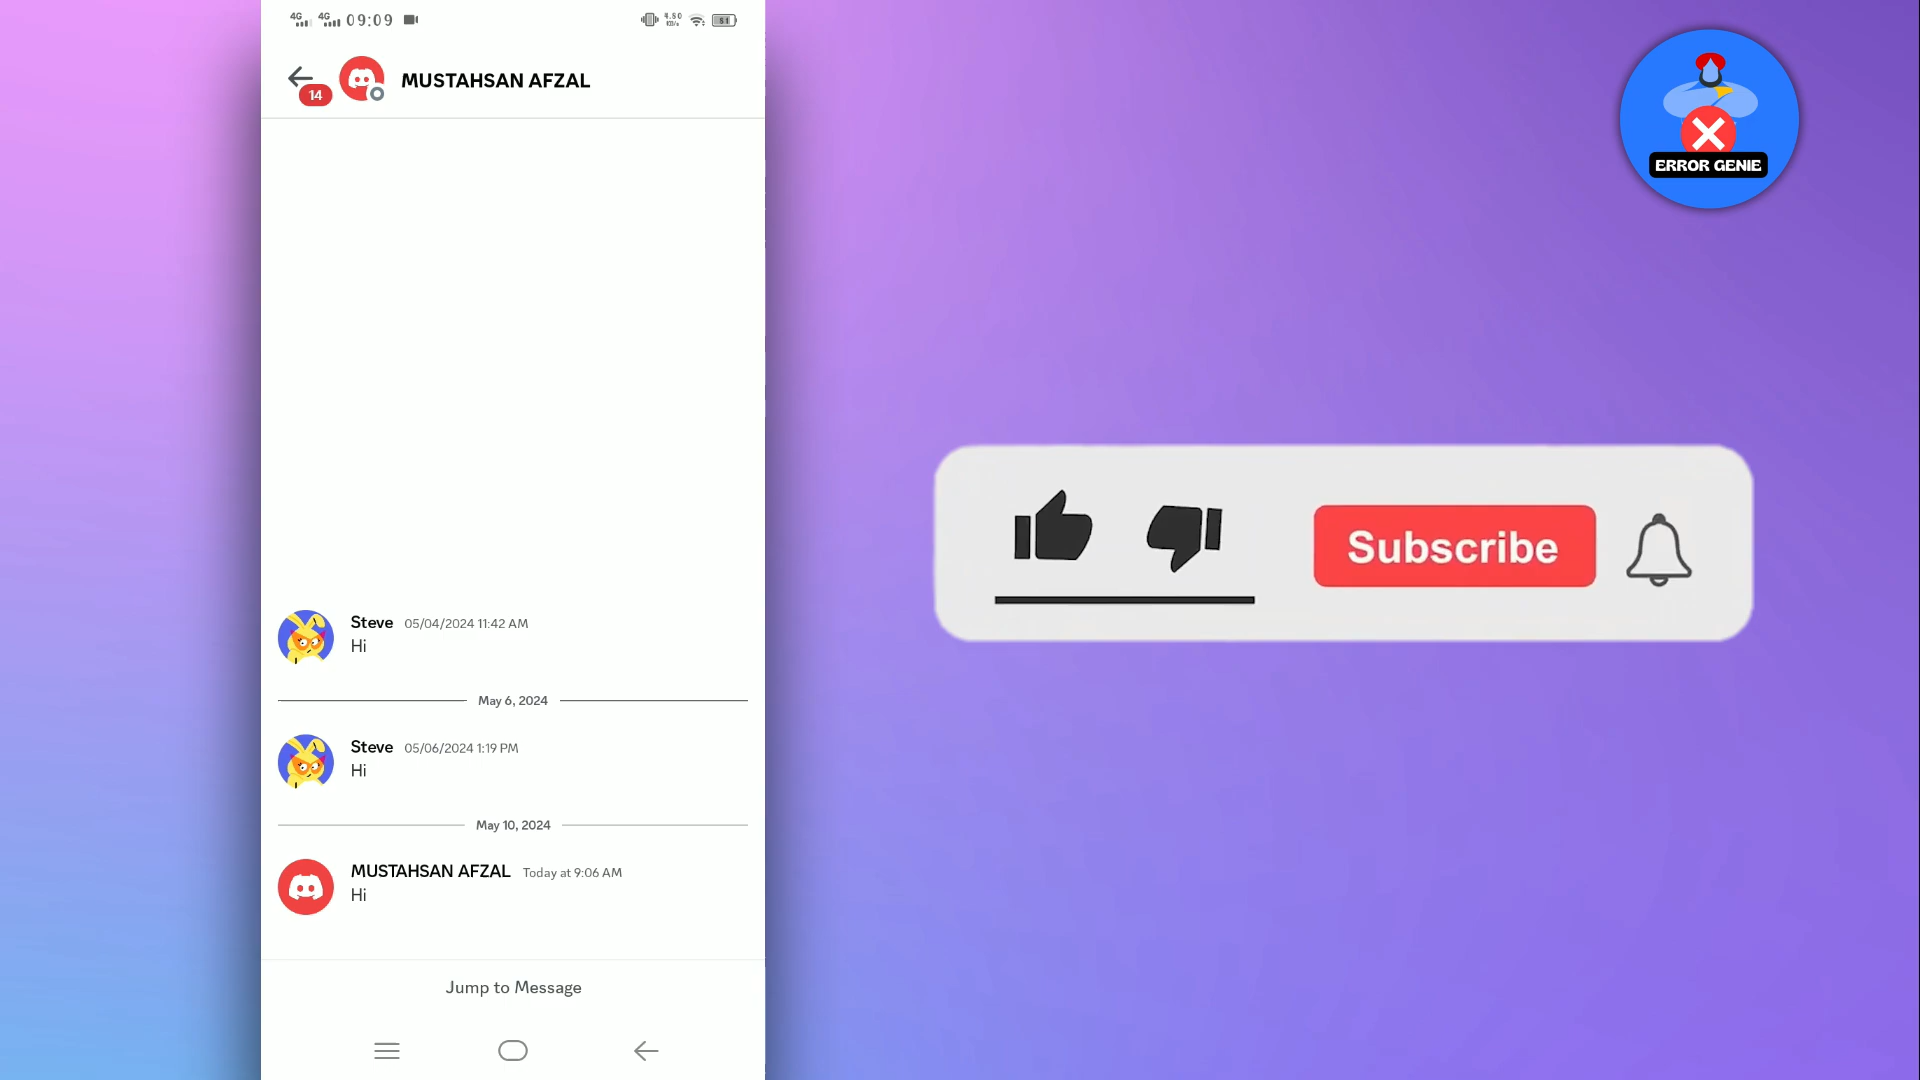 4G 4G 09:09
14
MUSTAHSAN AFZAL
Steve 05/04/2024 11:42 AM
Hi
May 6, 2024
Steve 05/06/2024 1:19 PM
Hi
May 10, 2024
MUSTAHSAN AFZAL Today at 9:06 AM
Hi
Jump to Message
ERROR GENIE
Subscribe